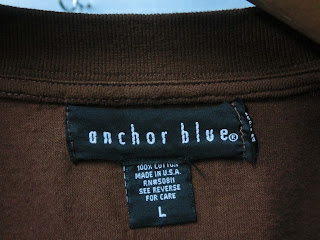 anchor blue®
100% COTTON
MADE IN U.S.A.
RN#50811
SEE REVERSE
FOR CARE
L